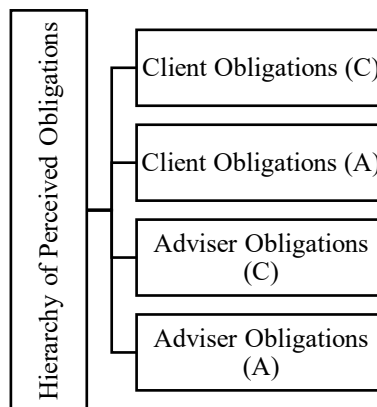 Hierarchy of Perceived Obligations
Client Obligations (C)
Client Obligations (A)
Adviser Obligations
(C)
Adviser Obligations
(A)